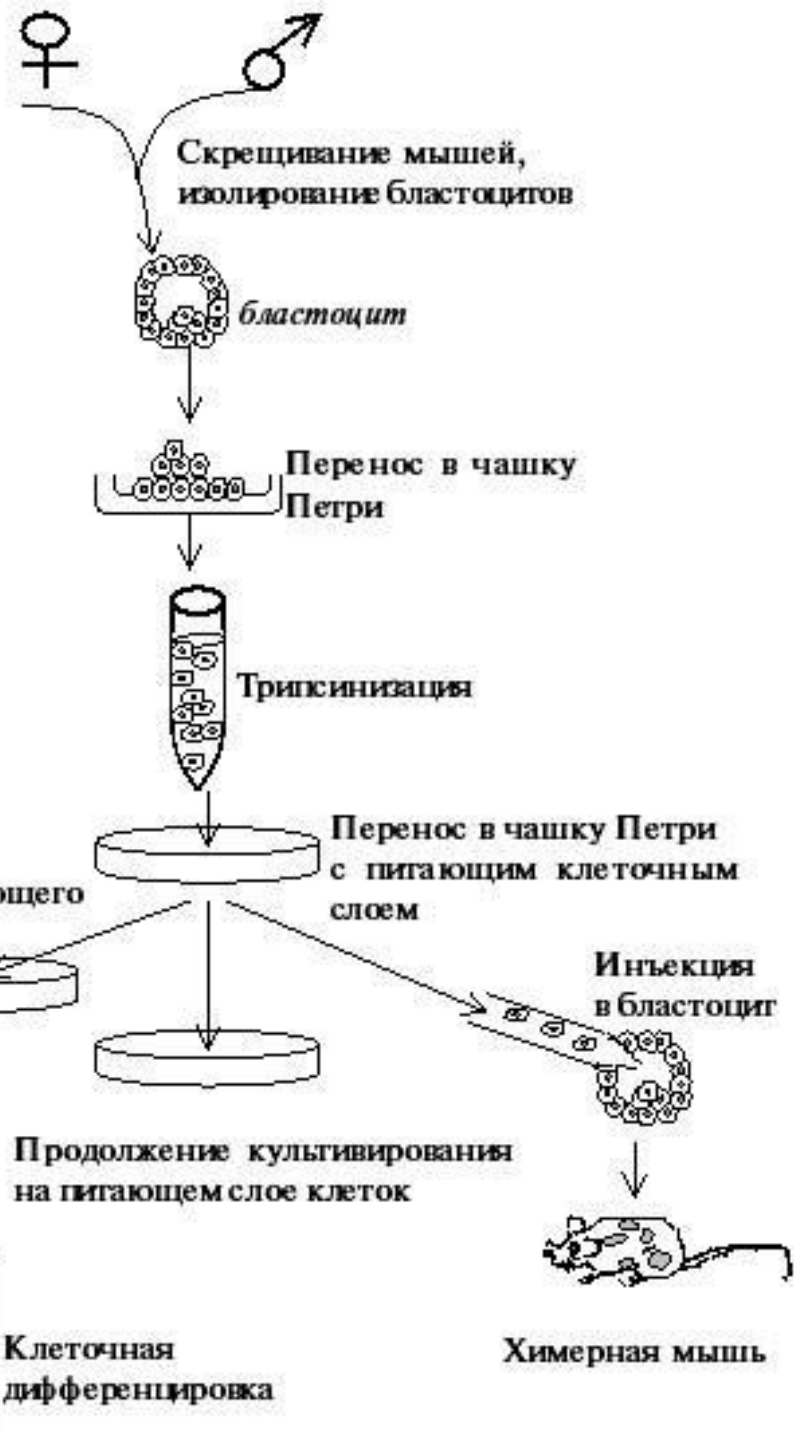 Скрещивание мышей,
изолирование бластоцитов
бластоцит
Перенос в чашку
Петри
Трипсинизация
Перенос в чашку Петри
с питающим клеточным
слоем
ощего
Инъекция
в бластоцит
Продолжение культивирования
на питающем слое клеток
Клеточная
дифференцировка
Химерная мышь